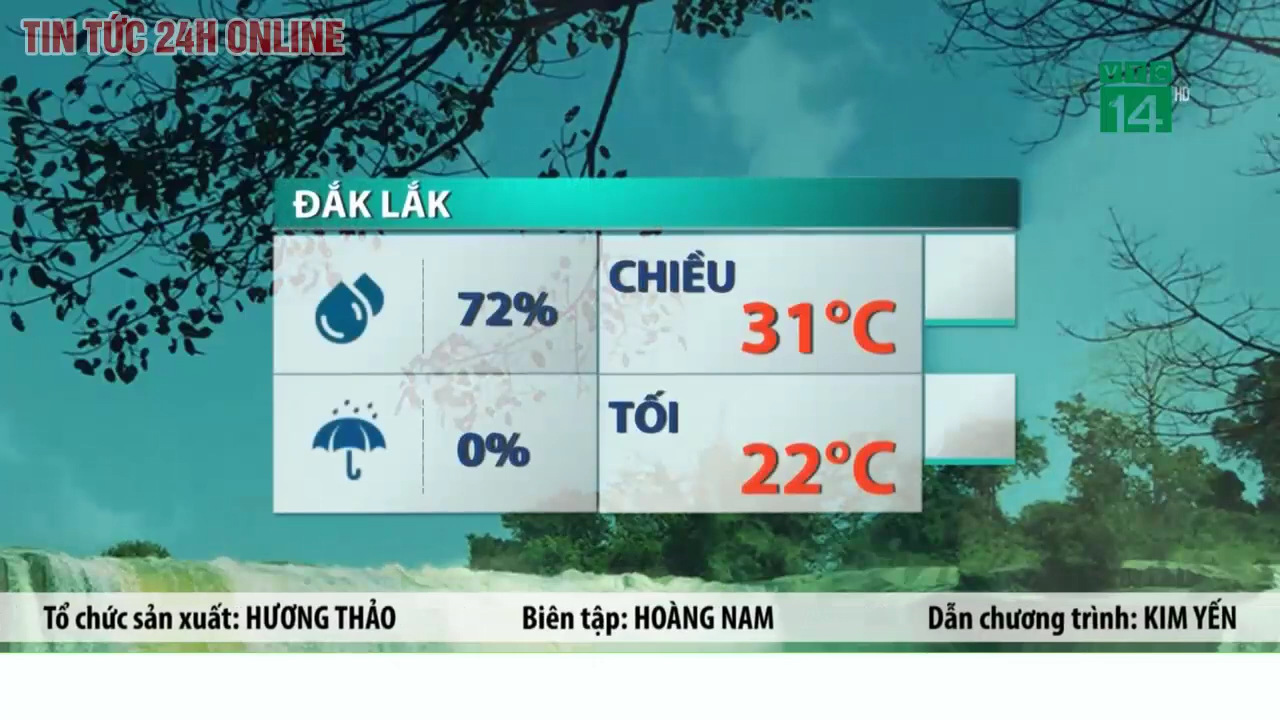 TIN TỨC 24H ONLINE
VTC
14 HD
ĐẮK LẮK
72%
CHIỀU
31°C
0%
TỐI
22°C
Tổ chức sản xuất: HƯƠNG THẢO
Biên tập: HOÀNG NAM
Dẫn chương trình: KIM YẾN